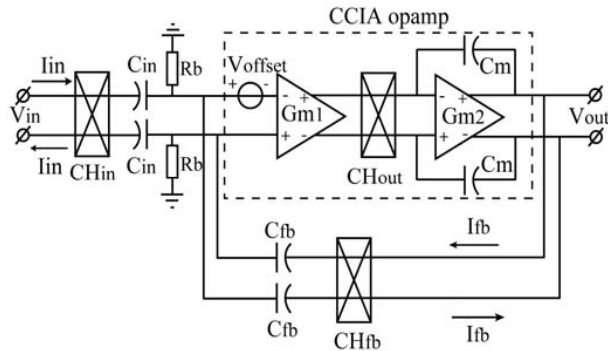 CCIA opamp
Iin
Cin
Rb
Voffset
+ -
Cm
Vin
- +
Gm1
+ -
- +
Gm2
+ -
Vout
Iin
CHin
Cin
Rb
CHout
Cm
Cfb
Ifb
Cfb
CHfb
Ifb